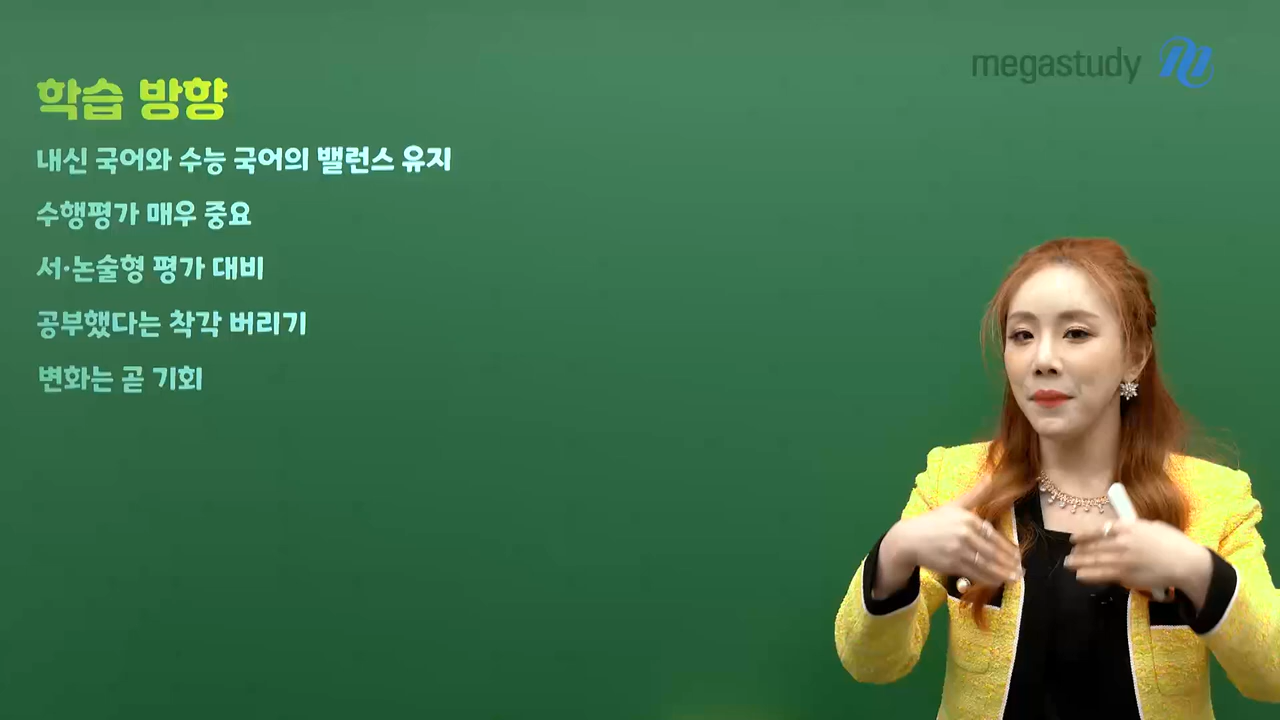 megastudy
학습 방향
내신 국어와 수능 국어의 밸런스 유지
수행평가 매우 중요
서·논술형 평가 대비
공부했다는 착각 버리기
변화는 곧 기회